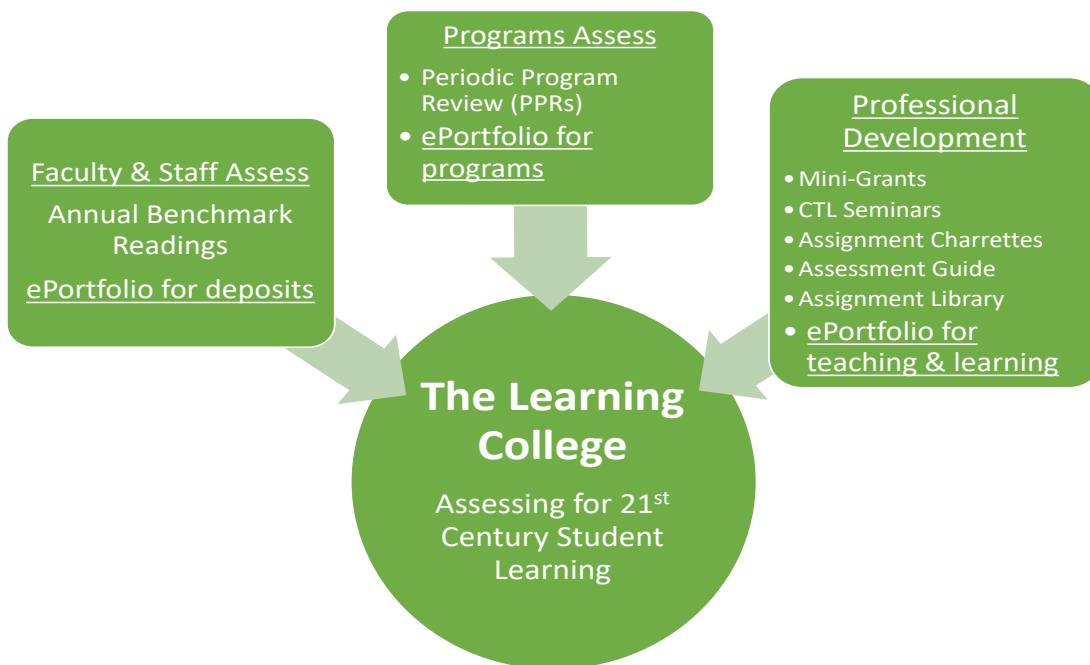 Programs Assess
• Periodic Program
Review (PPRs)
• ePortfolio for
programs
Faculty & Staff Assess
Annual Benchmark
Readings
ePortfolio for deposits
Professional
Development
• Mini-Grants
• CTL Seminars
• Assignment Charrettes
• Assessment Guide
• Assignment Library
• ePortfolio for
teaching & learning
The Learning
College
Assessing for 21st
Century Student
Learning